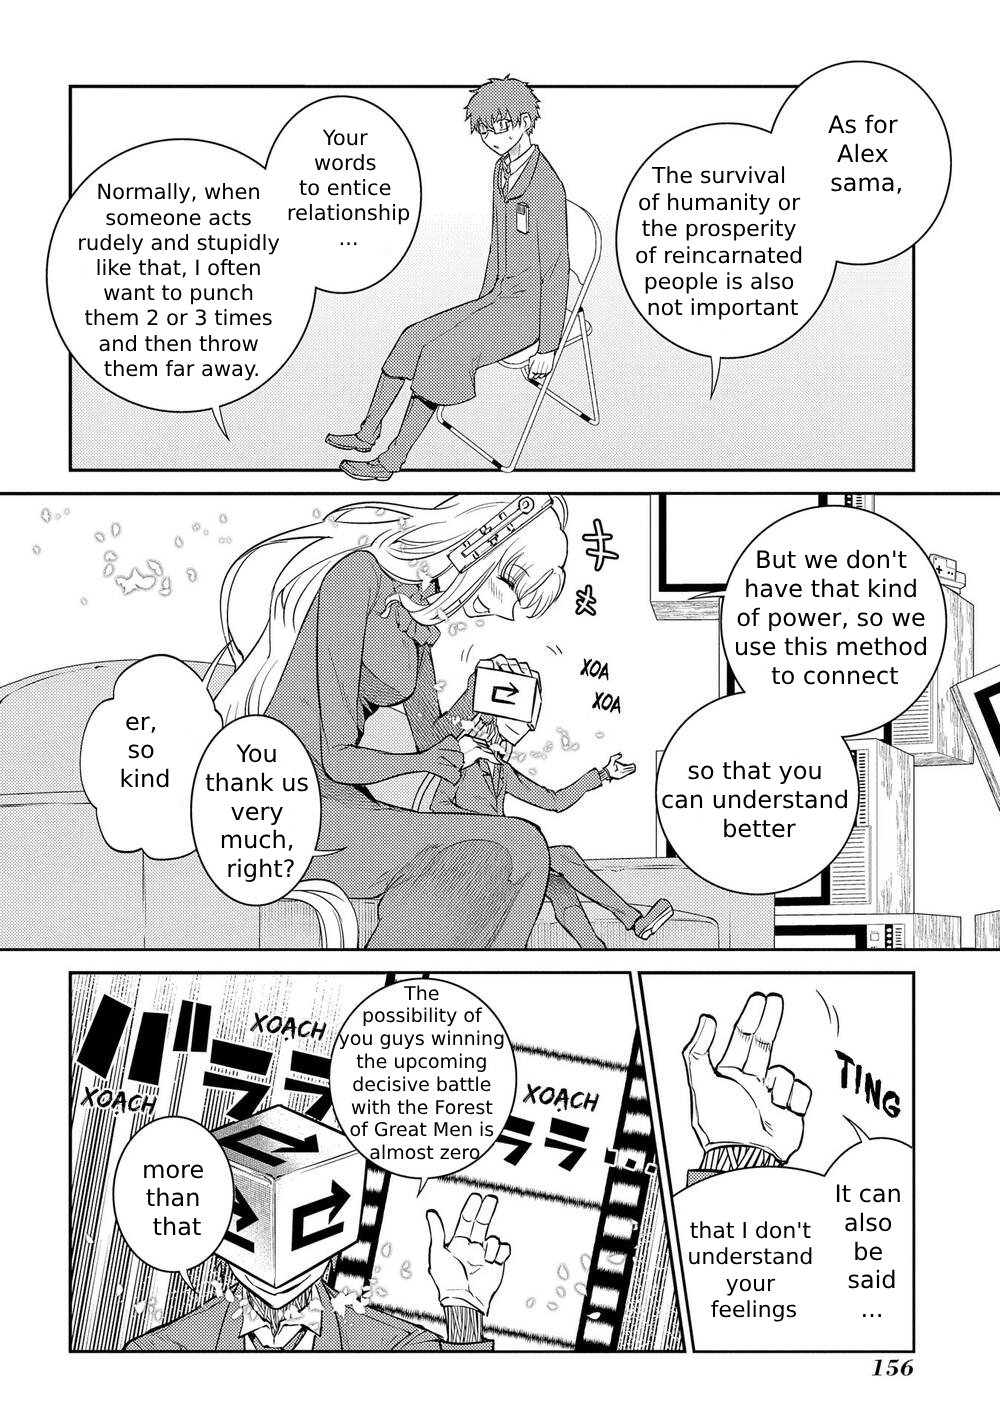 As for
Alex
sama,
The survival
of humanity or
the prosperity
of reincarnated
people is also
not important
Your
words
to entice
relationship
...
Normally, when
someone acts
rudely and stupidly
like that, I often
want to punch
them 2 or 3 times
and then throw
them far away.
But we don't
have that kind
of power, so we
use this method
to connect
so that you
can understand
better
XOA
XOA
You
thank us
very
much,
right?
er,
so
kind
TING
It can
also
be
said
...
that I don't
understand
your
feelings
The
possibility of
you guys winning
the upcoming
decisive battle
with the Forest
of Great Men is
almost zero
XOẠCH
XOẠCH
XOẠCH
バララララ...
more
than
that
156